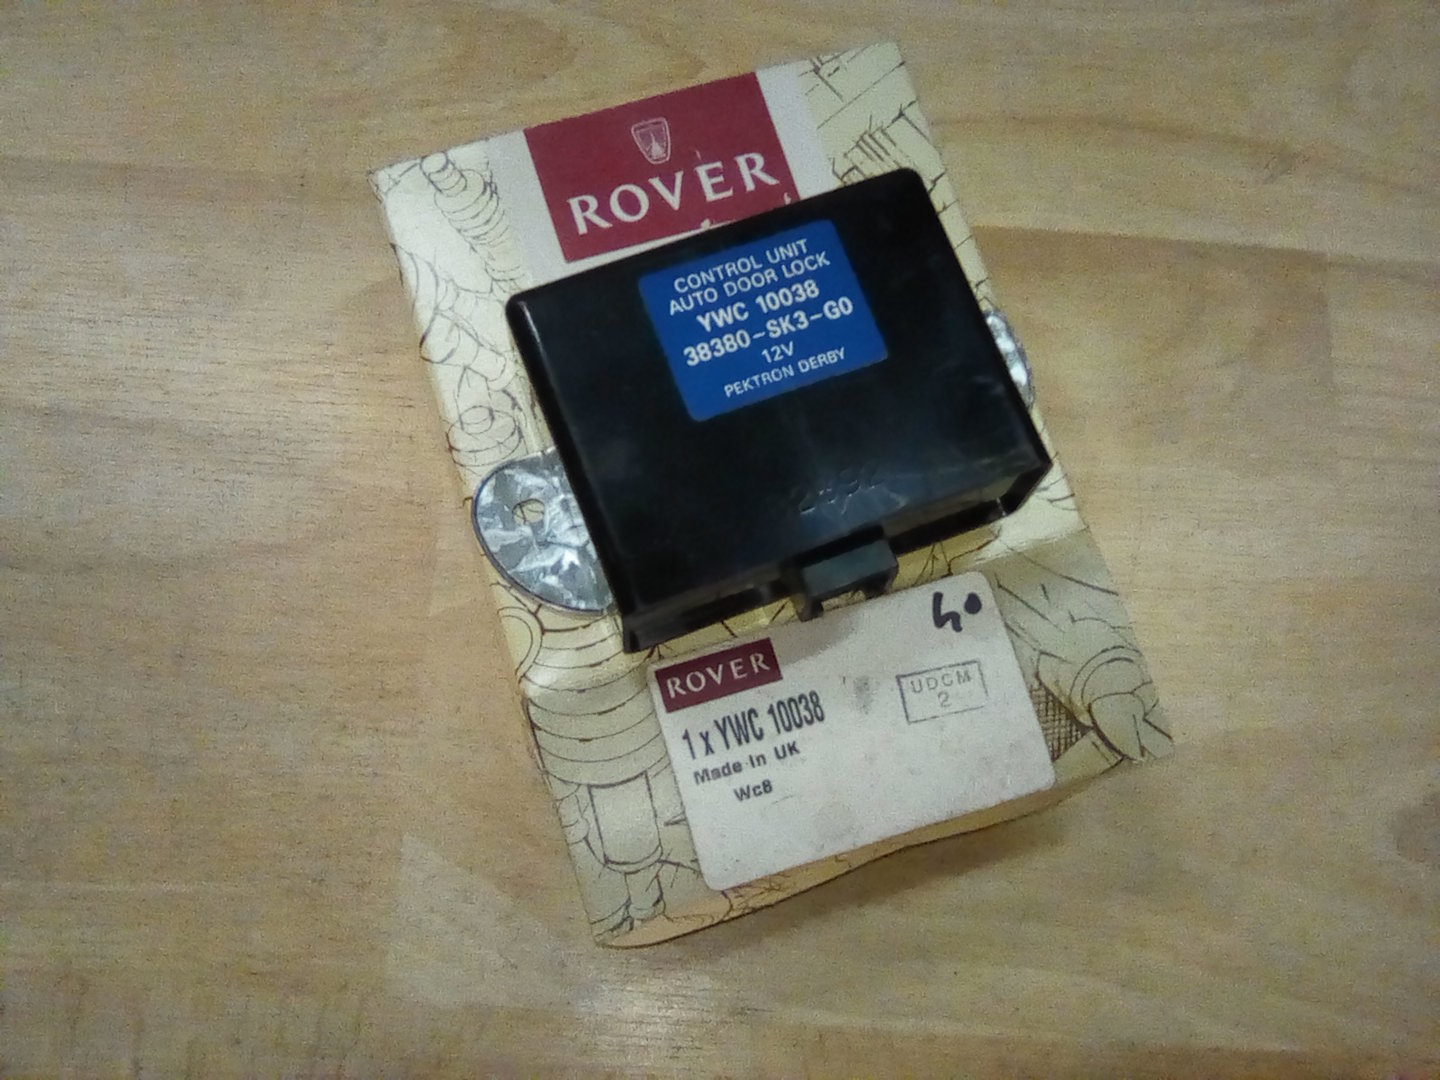 ROVER
CONTROL UNIT
AUTO DOOR LOCK
YWC 10038
38380-SK3-G0
12V
PEKTRON DERBY
40
ROVER
1 x YWC 10038
Made In UK
Wc8
UDCM
2